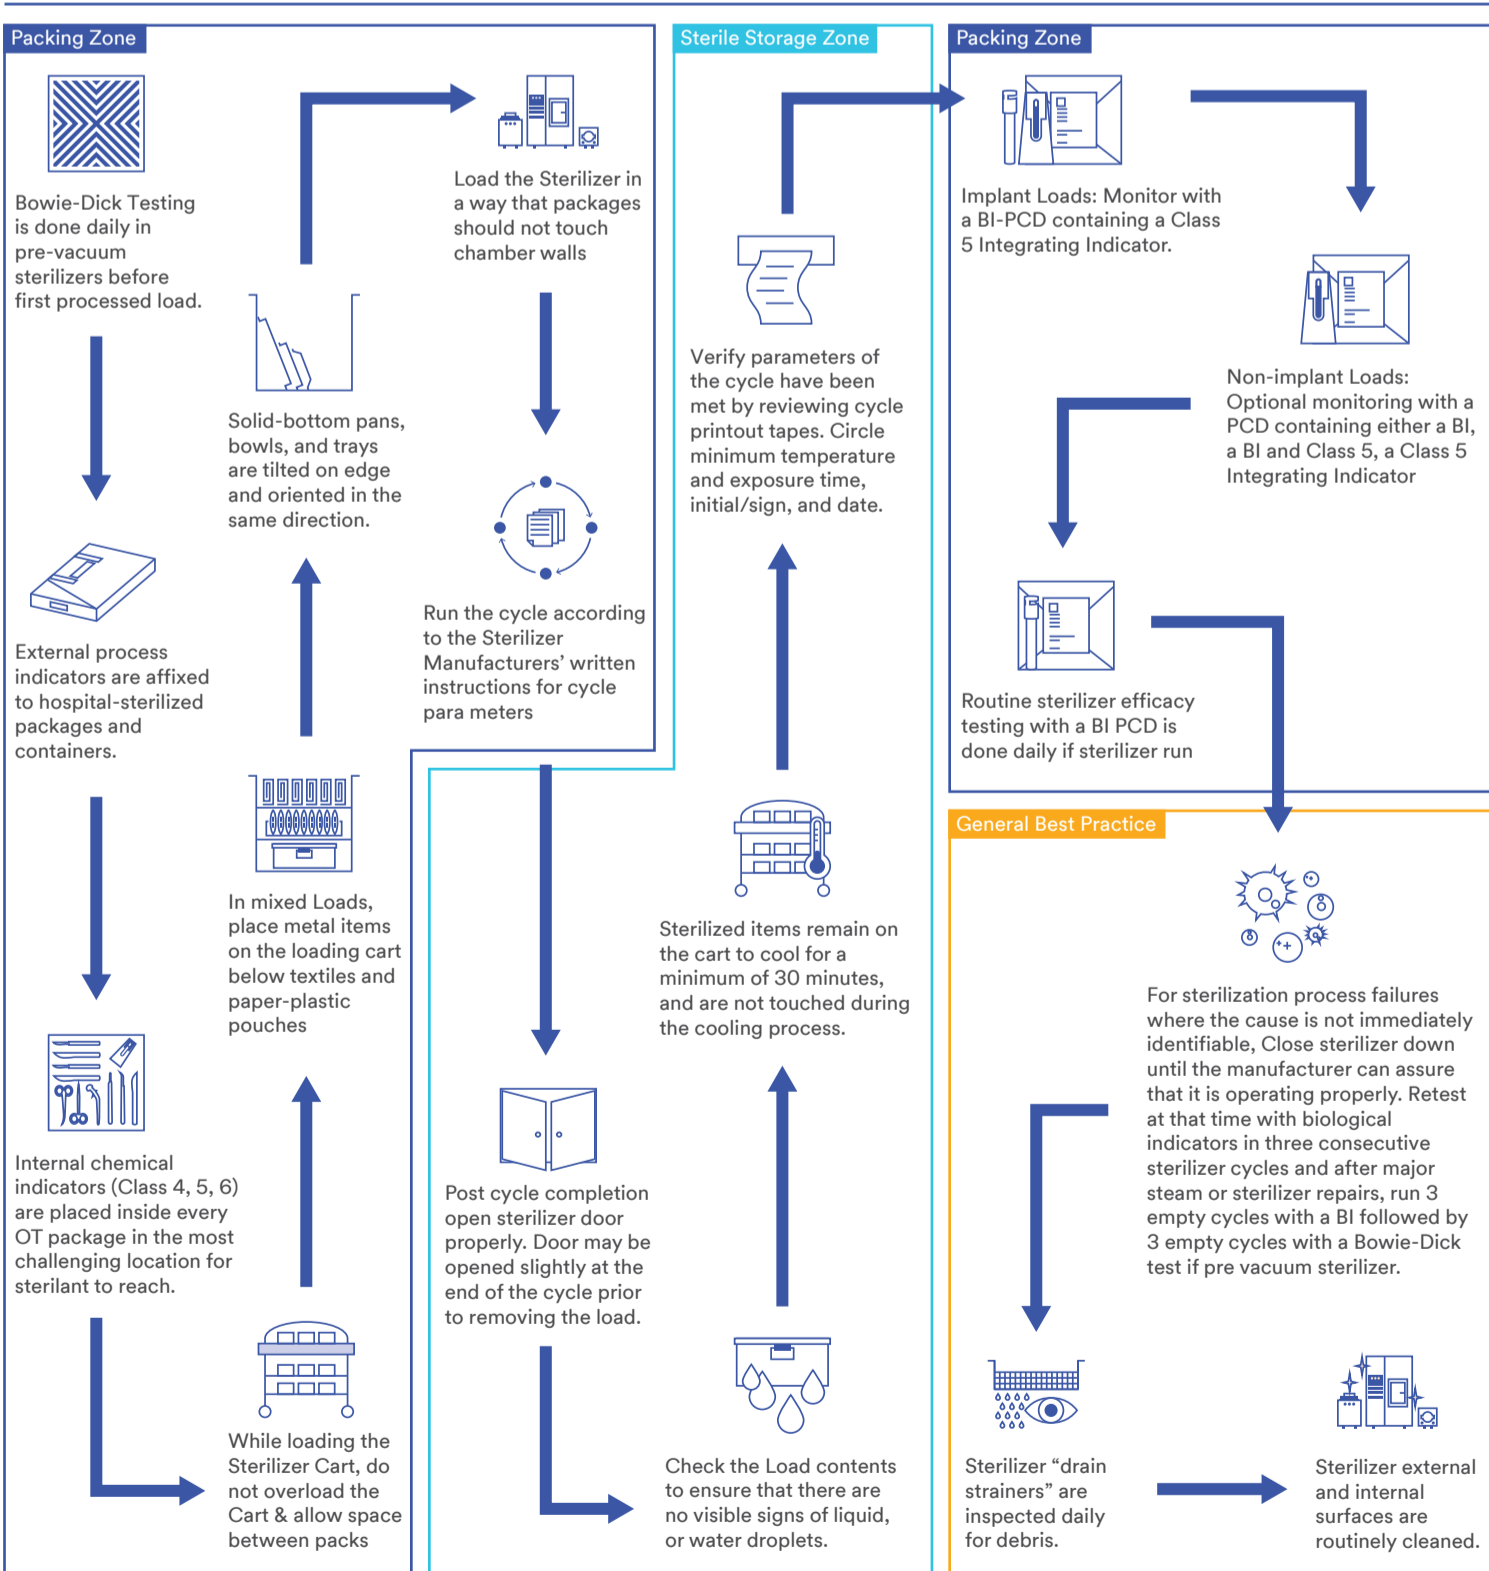 Packing Zone
Bowie-Dick Testing
is done daily in
pre-vacuum
sterilizers before
first processed load.
External process
indicators are affixed
to hospital-sterilized
packages and
containers.
Internal chemical
indicators (Class 4, 5, 6)
are placed inside every
OT package in the most
challenging location for
sterilant to reach.
While loading the
Sterilizer Cart, do
not overload the
Cart & allow space
between packs
In mixed Loads,
place metal items
on the loading cart
below textiles and
paper-plastic
pouches
Solid-bottom pans,
bowls, and trays
are tilted on edge
and oriented in the
same direction.
Load the Sterilizer in
a way that packages
should not touch
chamber walls
Run the cycle according
to the Sterilizer
Manufacturers’ written
instructions for cycle
para meters
Sterile Storage Zone
Post cycle completion
open sterilizer door
properly. Door may be
opened slightly at the
end of the cycle prior
to removing the load.
Check the Load contents
to ensure that there are
no visible signs of liquid,
or water droplets.
Sterilized items remain on
the cart to cool for a
minimum of 30 minutes,
and are not touched during
the cooling process.
Verify parameters of
the cycle have been
met by reviewing cycle
printout tapes. Circle
minimum temperature
and exposure time,
initial/sign, and date.
Packing Zone
Implant Loads: Monitor with
a BI-PCD containing a Class
5 Integrating Indicator.
Non-implant Loads:
Optional monitoring with a
PCD containing either a BI,
a BI and Class 5, a Class 5
Integrating Indicator
Routine sterilizer efficacy
testing with a BI PCD is
done daily if sterilizer run
General Best Practice
For sterilization process failures
where the cause is not immediately
identifiable, Close sterilizer down
until the manufacturer can assure
that it is operating properly. Retest
at that time with biological
indicators in three consecutive
sterilizer cycles and after major
steam or sterilizer repairs, run 3
empty cycles with a BI followed by
3 empty cycles with a Bowie-Dick
test if pre vacuum sterilizer.
Sterilizer “drain
strainers” are
inspected daily
for debris.
Sterilizer external
and internal
surfaces are
routinely cleaned.